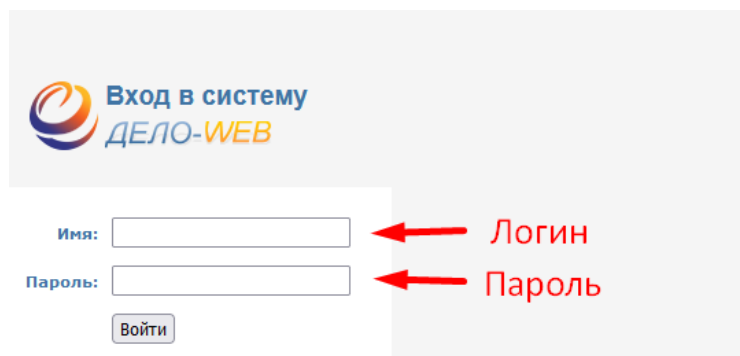 Вход в систему
ДЕЛО-WEB
Имя:
Логин
Пароль:
Пароль
Войти